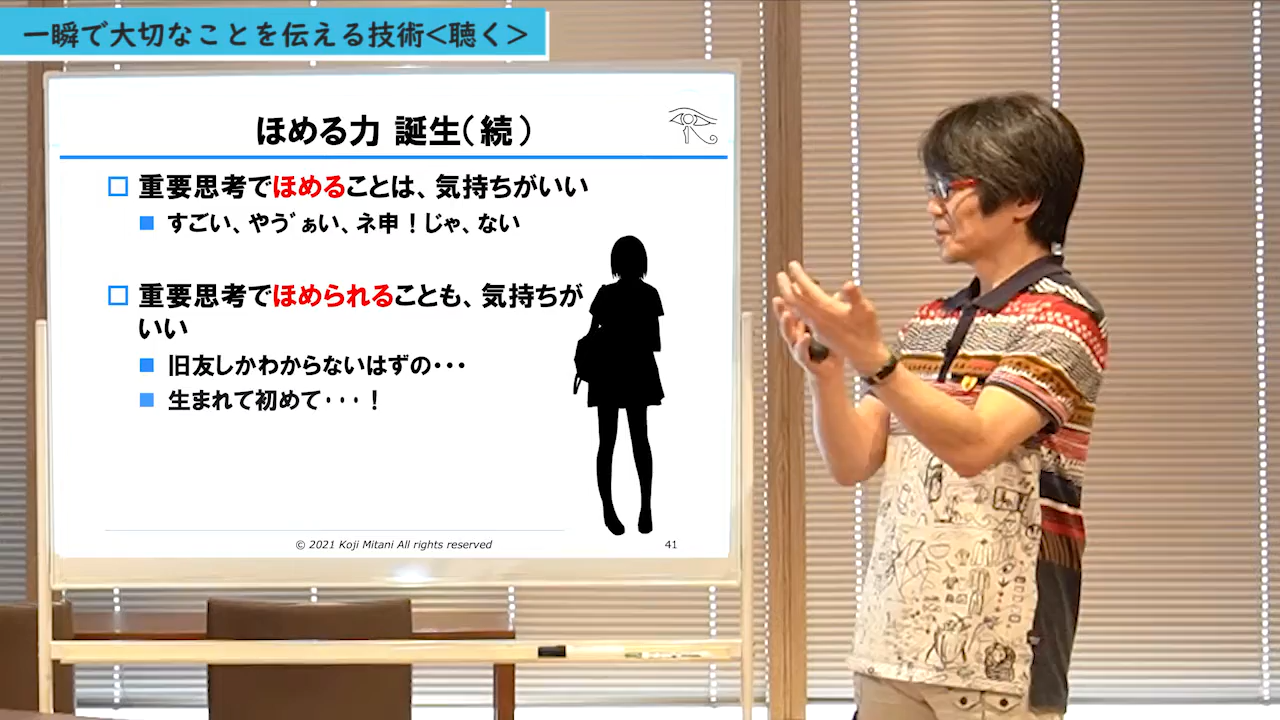 一瞬で大切なことを伝える技術<聴く>
ほめる力 誕生(続)
重要思考でほめることは、気持ちがいい
すごい、やう゛ぁい、ネ申!じゃ、ない
重要思考でほめられることも、気持ちが
いい
旧友しかわからないはずの・・・
生まれて初めて・・・!
© 2021 Koji Mitani All rights reserved
41